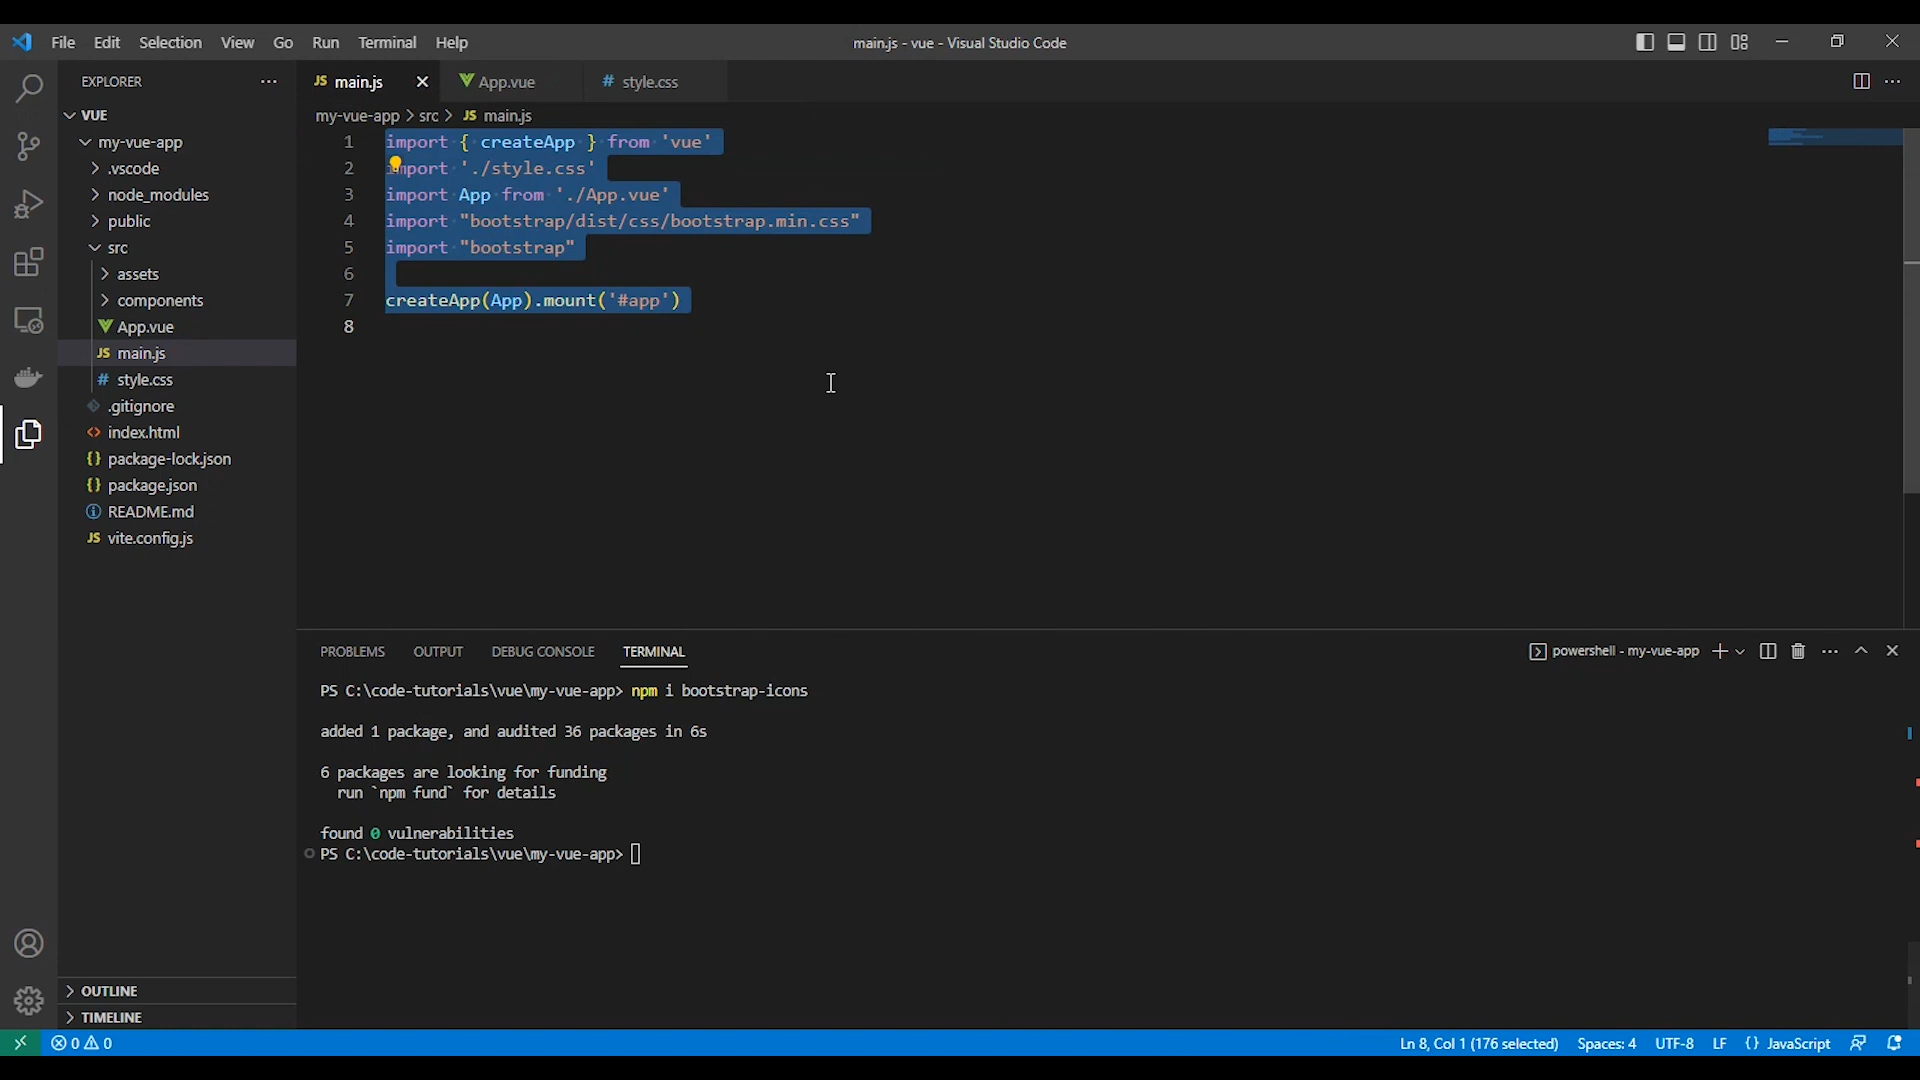 File Edit Selection View Go Run Terminal Help
main.js - vue - Visual Studio Code
EXPLORER
VUE
my-vue-app
.vscode
node_modules
public
src
assets
components
App.vue
main.js
style.css
.gitignore
index.html
package-lock.json
package.json
README.md
vite.config.js
OUTLINE
TIMELINE
JS main.js
App.vue
# style.css
my-vue-app > src > JS main.js
1 import { createApp } from 'vue'
2 import './style.css'
3 import App from './App.vue'
4 import "bootstrap/dist/css/bootstrap.min.css"
5 import "bootstrap"
6
7 createApp(App).mount('#app')
8
PROBLEMS OUTPUT DEBUG CONSOLE TERMINAL
powershell - my-vue-app
PS C:\code-tutorials\vue\my-vue-app> npm i bootstrap-icons
added 1 package, and audited 36 packages in 6s
6 packages are looking for funding
run `npm fund` for details
found 0 vulnerabilities
PS C:\code-tutorials\vue\my-vue-app>
0 0
Ln 8, Col 1 (176 selected) Spaces: 4 UTF-8 LF {} JavaScript